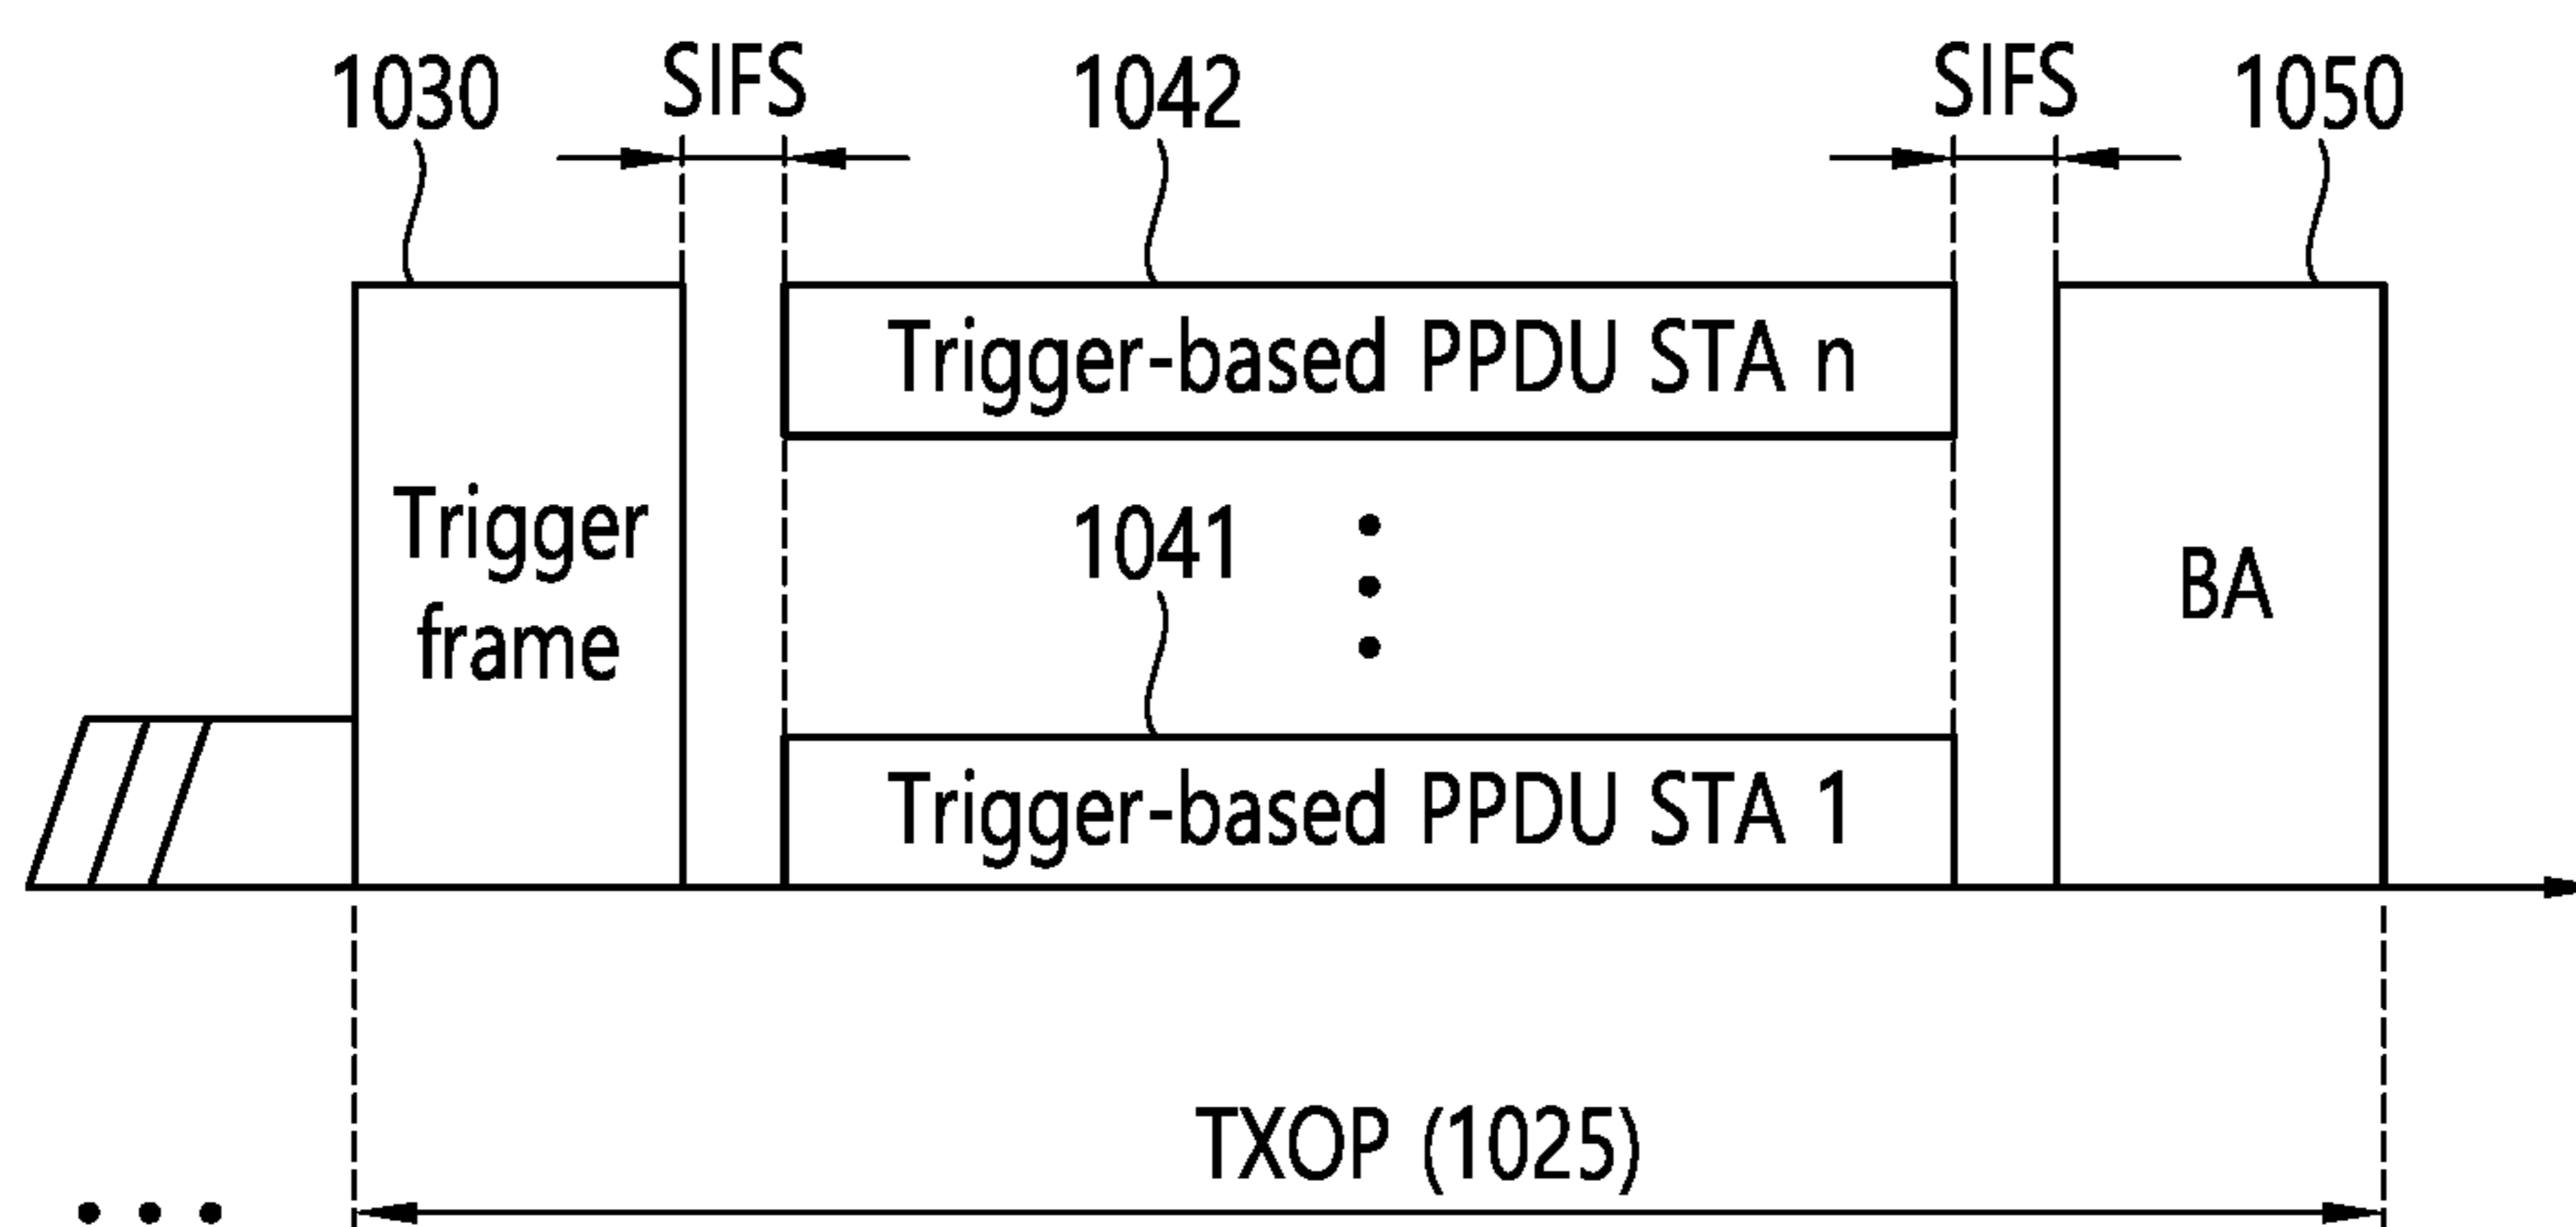 1030
SIFS
1042
SIFS
1050
Trigger-based PPDU STA n
Trigger
frame
1041
BA
Trigger-based PPDU STA 1
TXOP (1025)